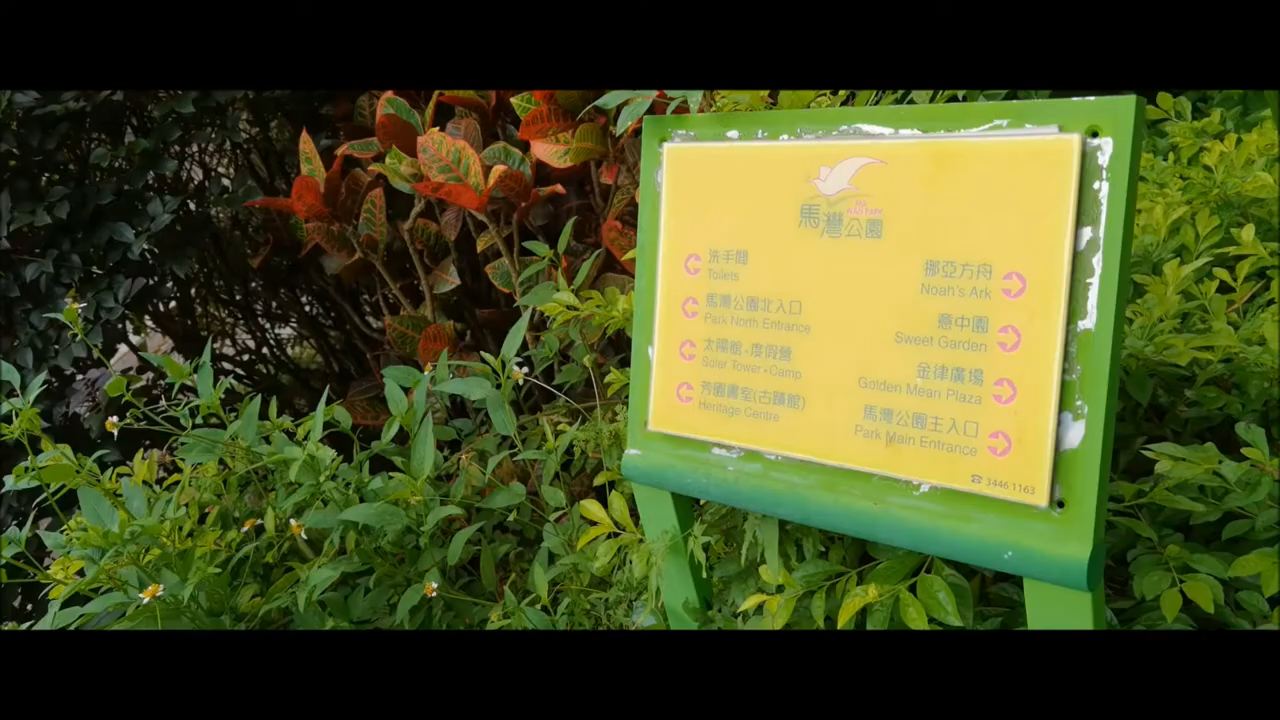 MA
WAN PARK
馬灣公園
洗手間
Toilets
馬灣公園北入口
Park North Entrance
太陽館•度假營
Solar Tower•Camp
芳園書室(古蹟館)
Heritage Centre
挪亞方舟
Noah's Ark
意中園
Sweet Garden
金律廣場
Golden Mean Plaza
馬灣公園主入口
Park Main Entrance
☎ 3446 1163